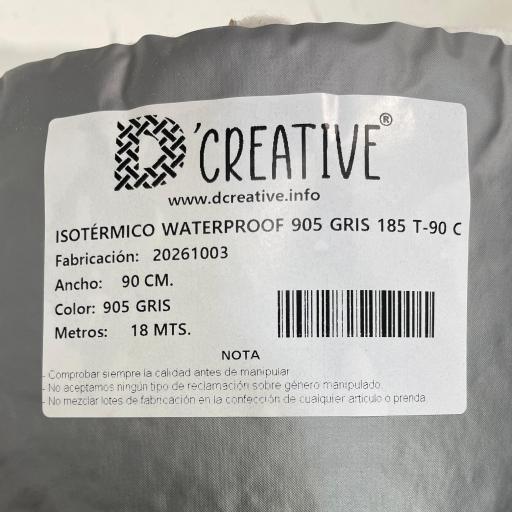 D'CREATIVE®
www.dcreative.info
ISOTÉRMICO WATERPROOF 905 GRIS 185 T-90 C
Fabricación: 20261003
Ancho: 90 CM.
Color: 905 GRIS
Metros: 18 MTS.
NOTA
- Comprobar siempre la calidad antes de manipular
- No aceptamos ningún tipo de reclamación sobre género manipulado.
- No mezclar lotes de fabricación en la confección de cualquier artículo o prenda